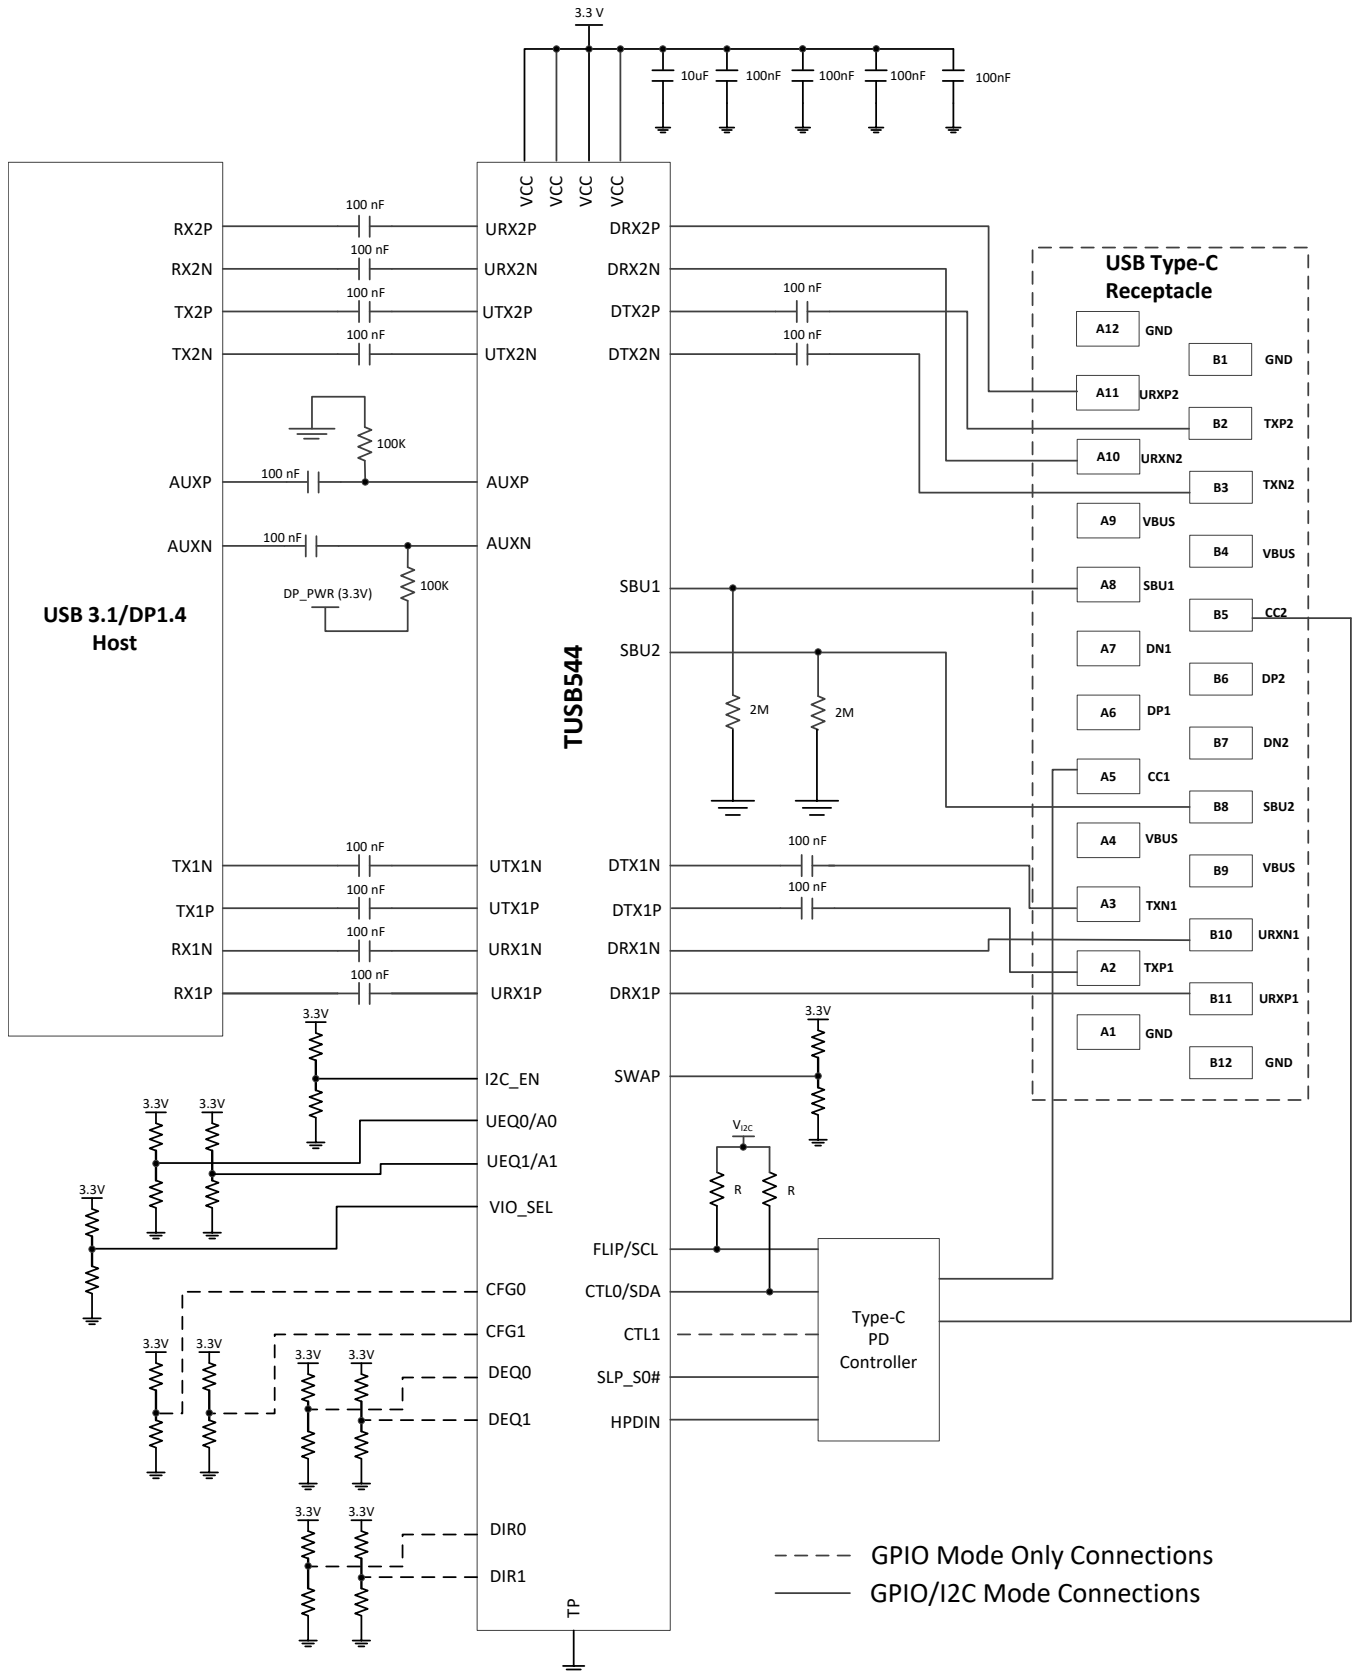 3.3 V
10uF 100nF 100nF 100nF 100nF
VCC VCC VCC VCC
RX2P 100 nF URX2P DRX2P
RX2N 100 nF URX2N DRX2N
TX2P 100 nF UTX2P DTX2P 100 nF
TX2N 100 nF UTX2N DTX2N 100 nF
USB Type-C
Receptacle
A12 GND
B1 GND
A11 URXP2
B2 TXP2
A10 URXN2
B3 TXN2
A9 VBUS
B4 VBUS
A8 SBU1
B5 CC2
A7 DN1
B6 DP2
A6 DP1
B7 DN2
A5 CC1
B8 SBU2
A4 VBUS
B9 VBUS
A3 TXN1
B10 URXN1
A2 TXP1
B11 URXP1
A1 GND
B12 GND
100K
AUXP 100 nF AUXP
AUXN 100 nF AUXN
DP_PWR (3.3V) 100K
USB 3.1/DP1.4
Host
TUSB544
SBU1
SBU2
2M 2M
TX1N 100 nF UTX1N DTX1N 100 nF
TX1P 100 nF UTX1P DTX1P 100 nF
RX1N 100 nF URX1N DRX1N
RX1P 100 nF URX1P DRX1P
3.3V 3.3V
I2C_EN SWAP
3.3V 3.3V
UEQ0/A0
UEQ1/A1
VI2C
R R
3.3V
VIO_SEL
FLIP/SCL
CFG0 CTL0/SDA
CFG1 CTL1
Type-C
PD
Controller
3.3V 3.3V 3.3V 3.3V
DEQ0 SLP_S0#
DEQ1 HPDIN
3.3V 3.3V
DIR0
DIR1
TP
GPIO Mode Only Connections
GPIO/I2C Mode Connections